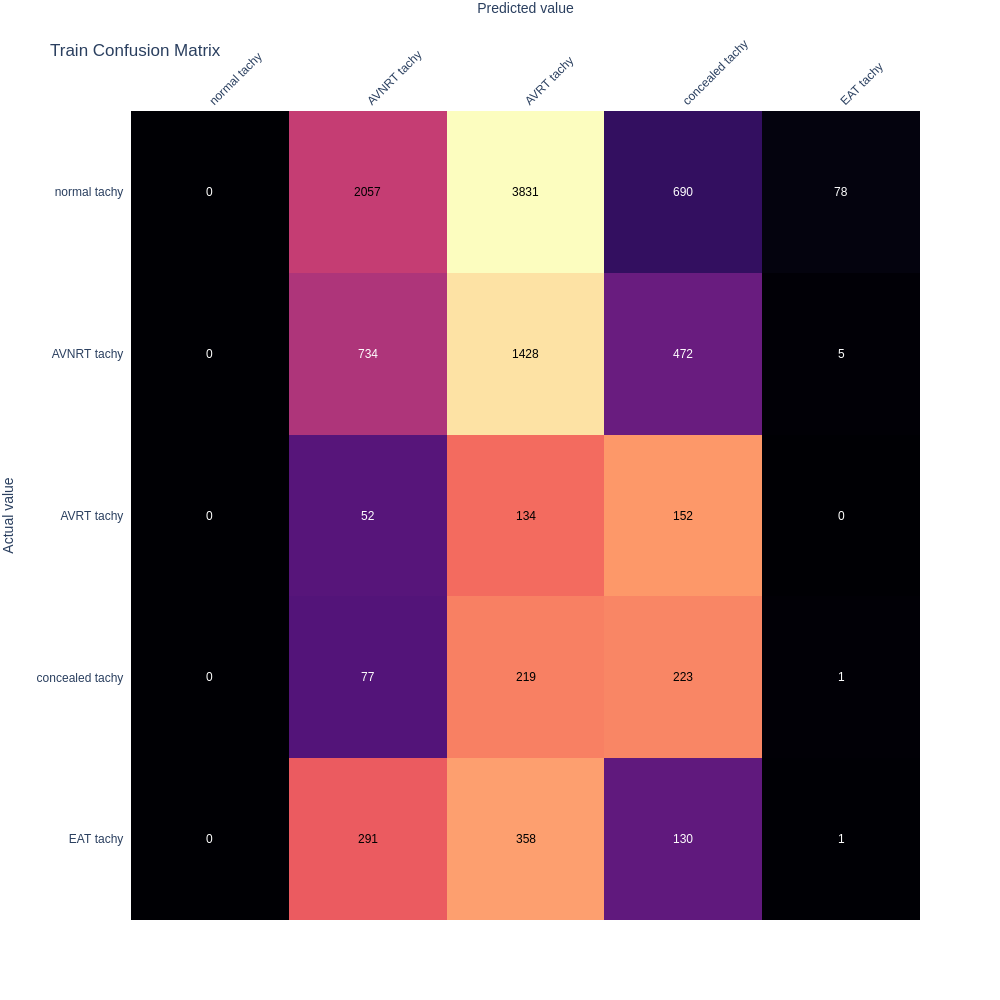 Predicted value
Train Confusion Matrix
normal tachy
AVNRT tachy
AVRT tachy
concealed tachy
EAT tachy
normal tachy 0 2057 3831 690 78
AVNRT tachy 0 734 1428 472 5
AVRT tachy 0 52 134 152 0
concealed tachy 0 77 219 223 1
EAT tachy 0 291 358 130 1
Actual value